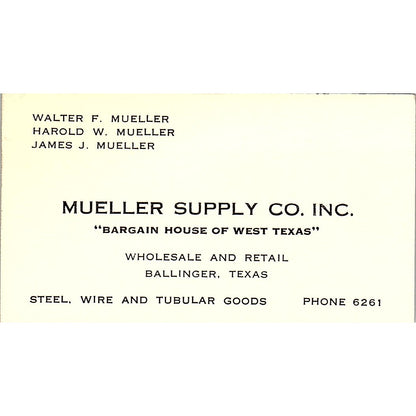 WALTER F. MUELLER
HAROLD W. MUELLER
JAMES J. MUELLER
MUELLER SUPPLY CO. INC.
"BARGAIN HOUSE OF WEST TEXAS"
WHOLESALE AND RETAIL
BALLINGER, TEXAS
STEEL, WIRE AND TUBULAR GOODS PHONE 6261